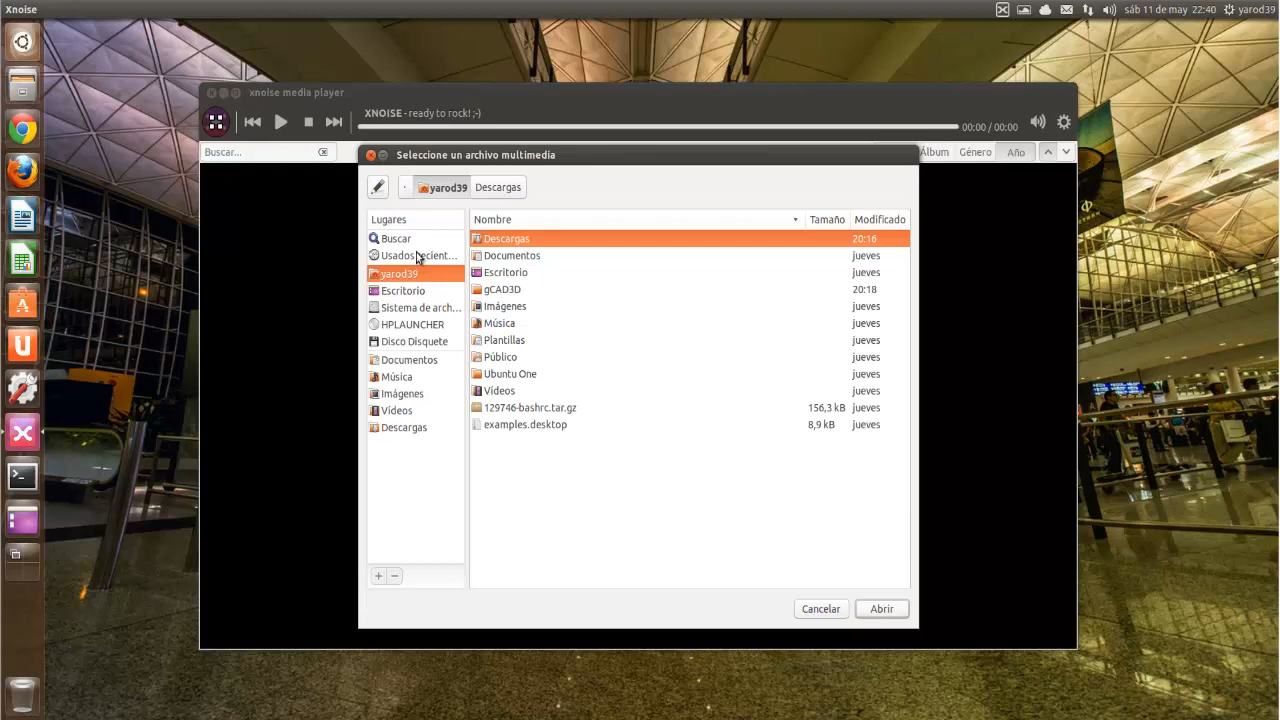 Xnoise
sáb 11 de may 22:40 yarod39
xnoise media player
XNOISE - ready to rock! ;-)
00:00 / 00:00
Buscar...
Álbum Género Año
Seleccione un archivo multimedia
yarod39 Descargas
Lugares
Buscar
Usados recient...
yarod39
Escritorio
Sistema de arch...
HPLAUNCHER
Disco Disquete
Documentos
Música
Imágenes
Vídeos
Descargas
Nombre Tamaño Modificado
Descargas 20:16
Documentos jueves
Escritorio jueves
gCAD3D 20:18
Imágenes jueves
Música jueves
Plantillas jueves
Público jueves
Ubuntu One jueves
Vídeos jueves
129746-bashrc.tar.gz 156,3 kB jueves
examples.desktop 8,9 kB jueves
Cancelar Abrir